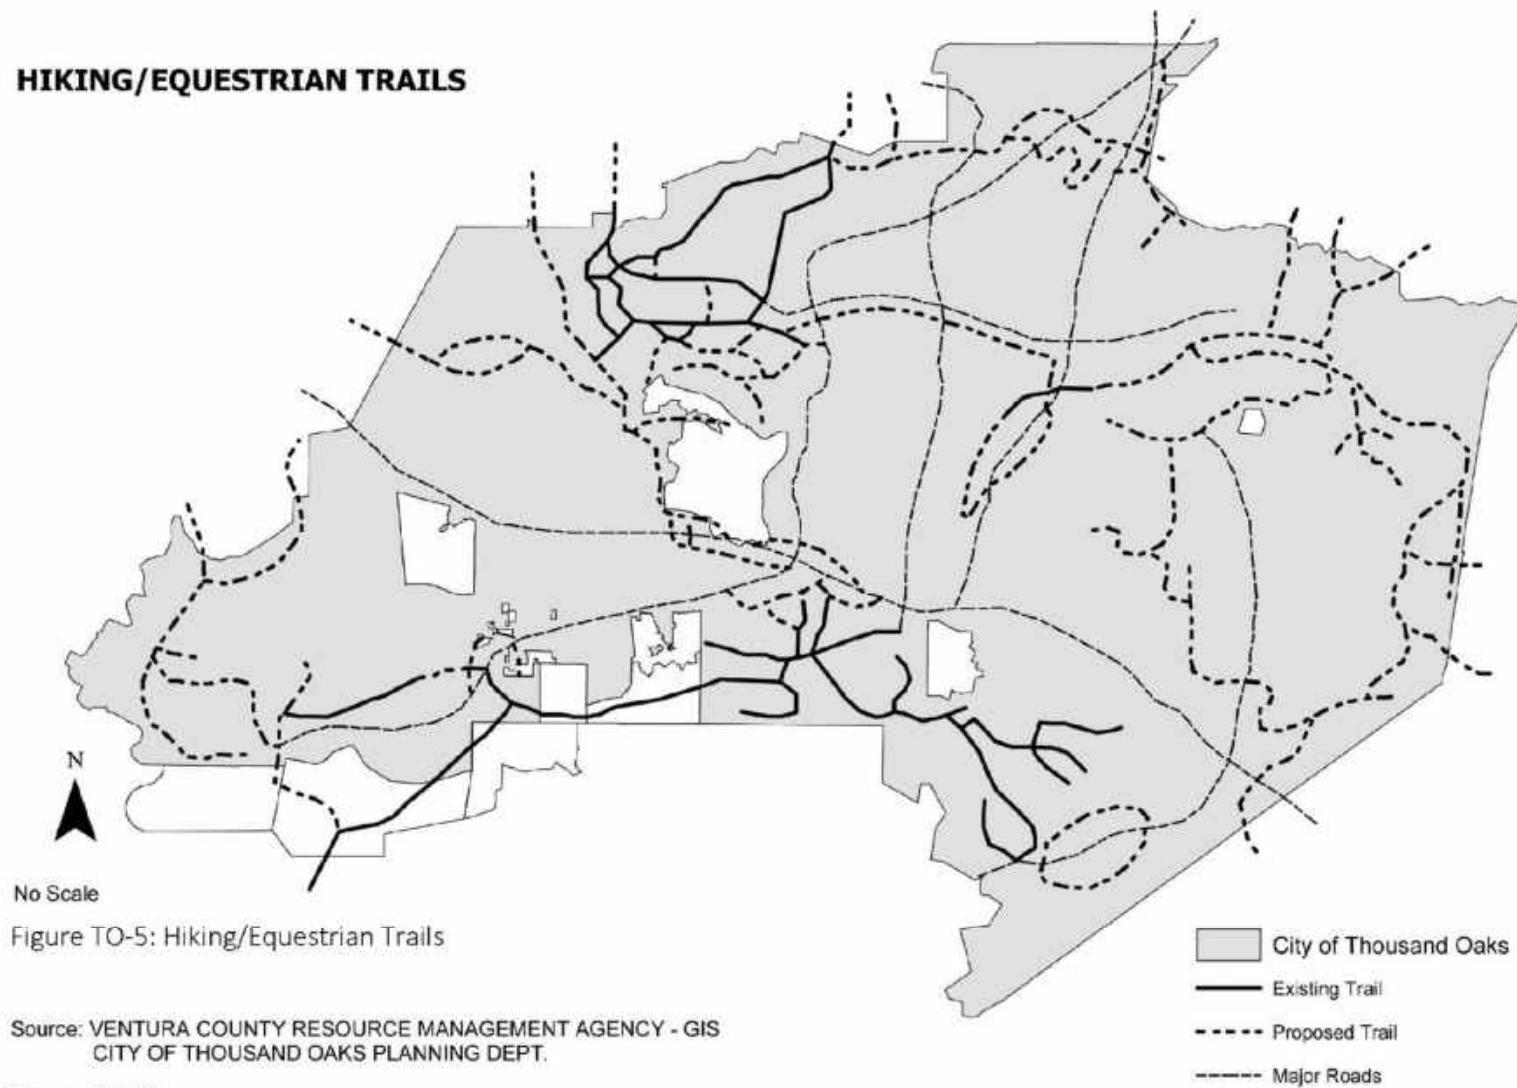 HIKING/EQUESTRIAN TRAILS
N
No Scale
Figure TO-5: Hiking/Equestrian Trails
City of Thousand Oaks
Existing Trail
Proposed Trail
Major Roads
Source: VENTURA COUNTY RESOURCE MANAGEMENT AGENCY - GIS
CITY OF THOUSAND OAKS PLANNING DEPT.